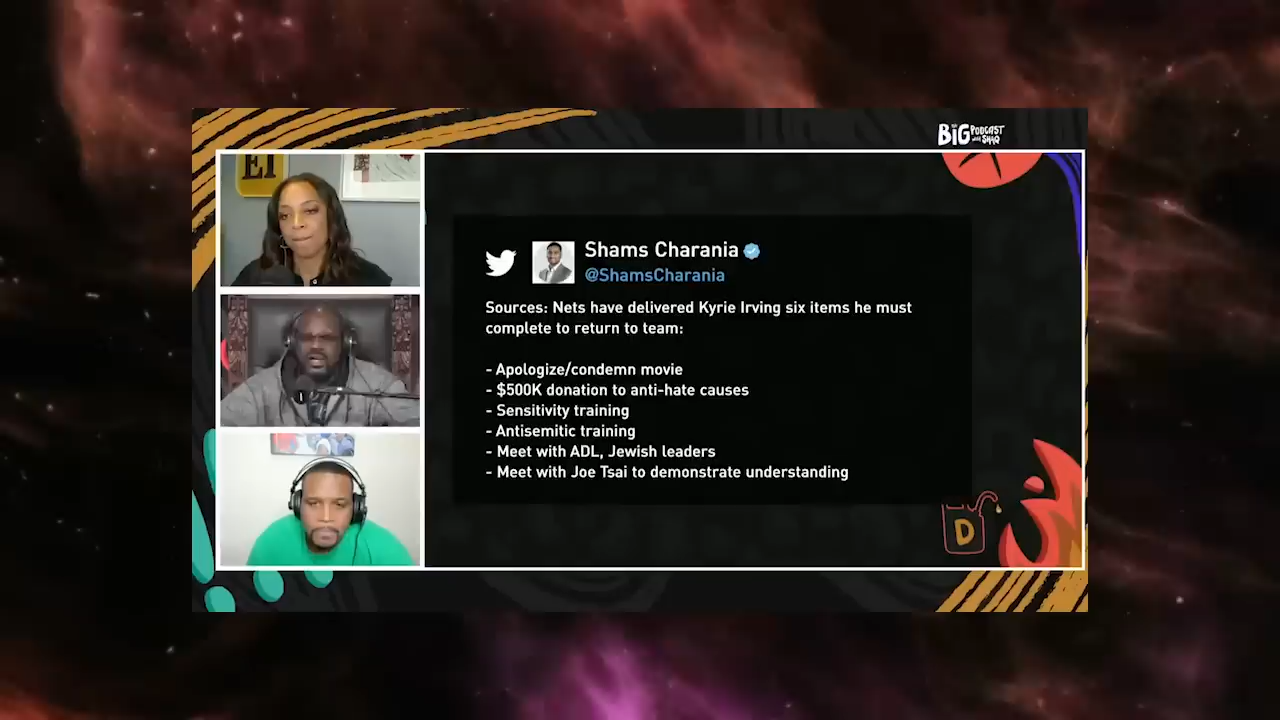 THE
BIG PODCAST
WITH SHAQ
ET
Shams Charania
@ShamsCharania
Sources: Nets have delivered Kyrie Irving six items he must
complete to return to team:
- Apologize/condemn movie
- $500K donation to anti-hate causes
- Sensitivity training
- Antisemitic training
- Meet with ADL, Jewish leaders
- Meet with Joe Tsai to demonstrate understanding
D